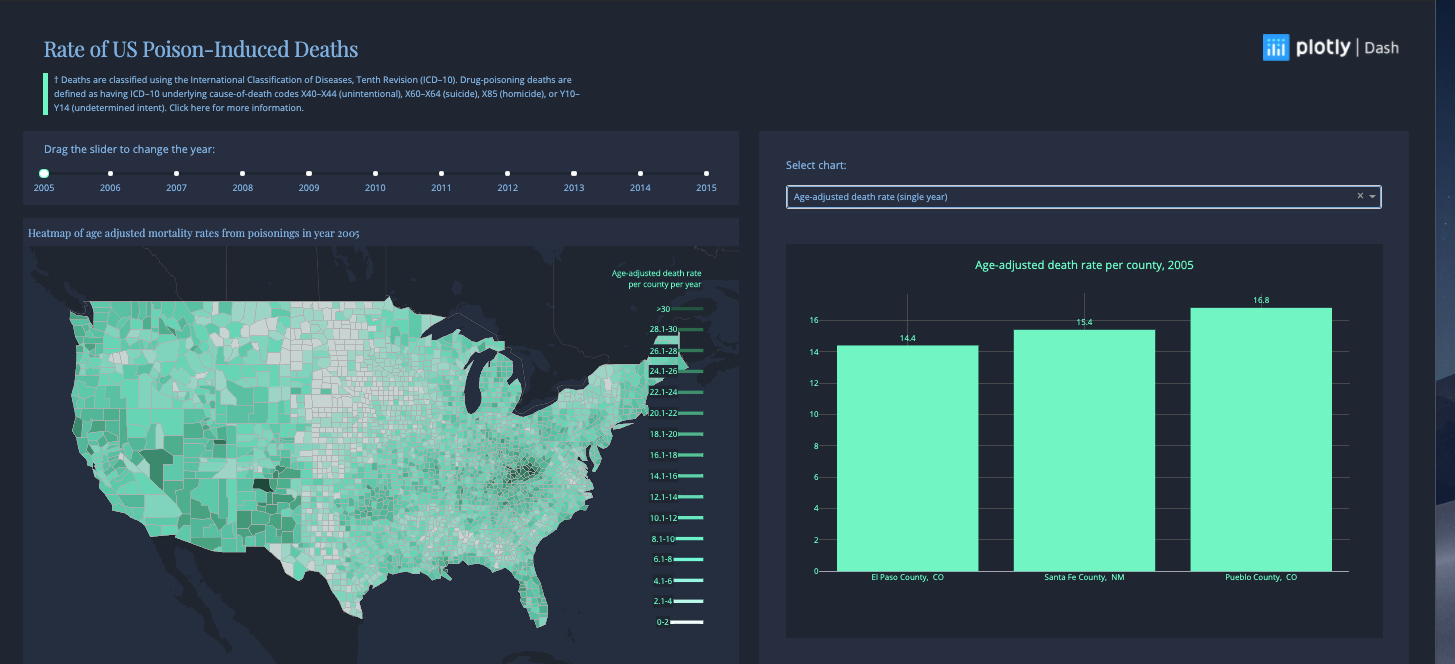 Rate of US Poison-Induced Deaths
plotly | Dash
† Deaths are classified using the International Classification of Diseases, Tenth Revision (ICD–10). Drug-poisoning deaths are
defined as having ICD–10 underlying cause-of-death codes X40–X44 (unintentional), X60–X64 (suicide), X85 (homicide), or Y10–
Y14 (undetermined intent). Click here for more information.
Drag the slider to change the year:
2005 2006 2007 2008 2009 2010 2011 2012 2013 2014 2015
Heatmap of age adjusted mortality rates from poisonings in year 2005
Age-adjusted death rate
per county per year
>30
28.1-30
26.1-28
24.1-26
22.1-24
20.1-22
18.1-20
16.1-18
14.1-16
12.1-14
10.1-12
8.1-10
6.1-8
4.1-6
2.1-4
0-2
Select chart:
Age-adjusted death rate (single year)
Age-adjusted death rate per county, 2005
14.4
15.4
16.8
16
14
12
10
8
6
4
2
0
El Paso County, CO
Santa Fe County, NM
Pueblo County, CO